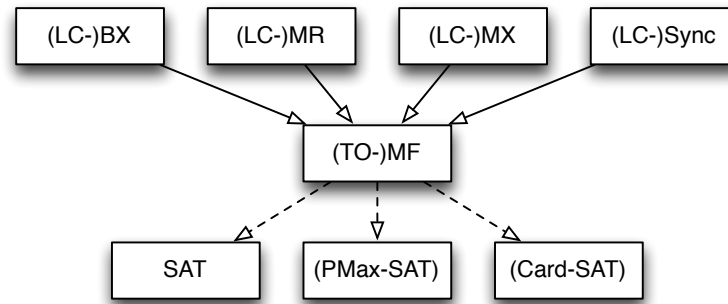 (LC-)BX
(LC-)MR
(LC-)MX
(LC-)Sync
(TO-)MF
SAT
(PMax-SAT)
(Card-SAT)